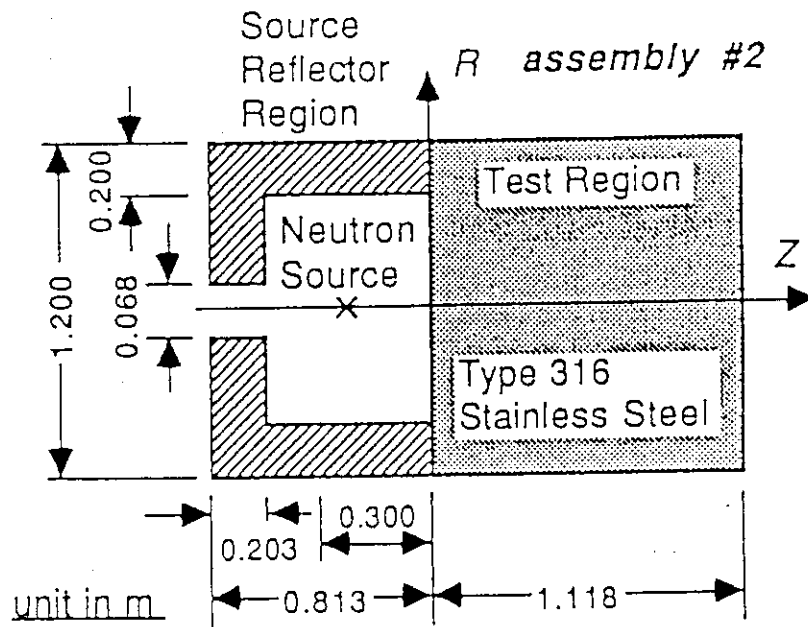 Source
Reflector
Region
R assembly #2
0.200
Test Region
Neutron
Source
Z
1.200
0.068
Type 316
Stainless Steel
0.300
0.203
0.813
1.118
unit in m